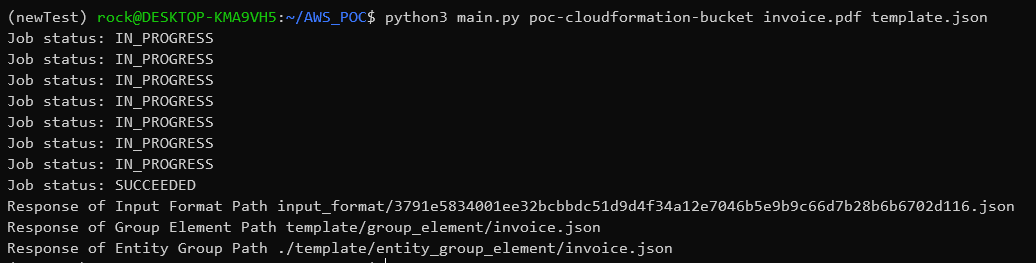 (newTest) rock@DESKTOP-KMA9VH5:~/AWS_POC$ python3 main.py poc-cloudformation-bucket invoice.pdf template.json
Job status: IN_PROGRESS
Job status: IN_PROGRESS
Job status: IN_PROGRESS
Job status: IN_PROGRESS
Job status: IN_PROGRESS
Job status: IN_PROGRESS
Job status: IN_PROGRESS
Job status: SUCCEEDED
Response of Input Format Path input_format/3791e5834001ee32bcbbdc51d9d4f34a12e7046b5e9b9c66d7b28b6b6702d116.json
Response of Group Element Path template/group_element/invoice.json
Response of Entity Group Path ./template/entity_group_element/invoice.json